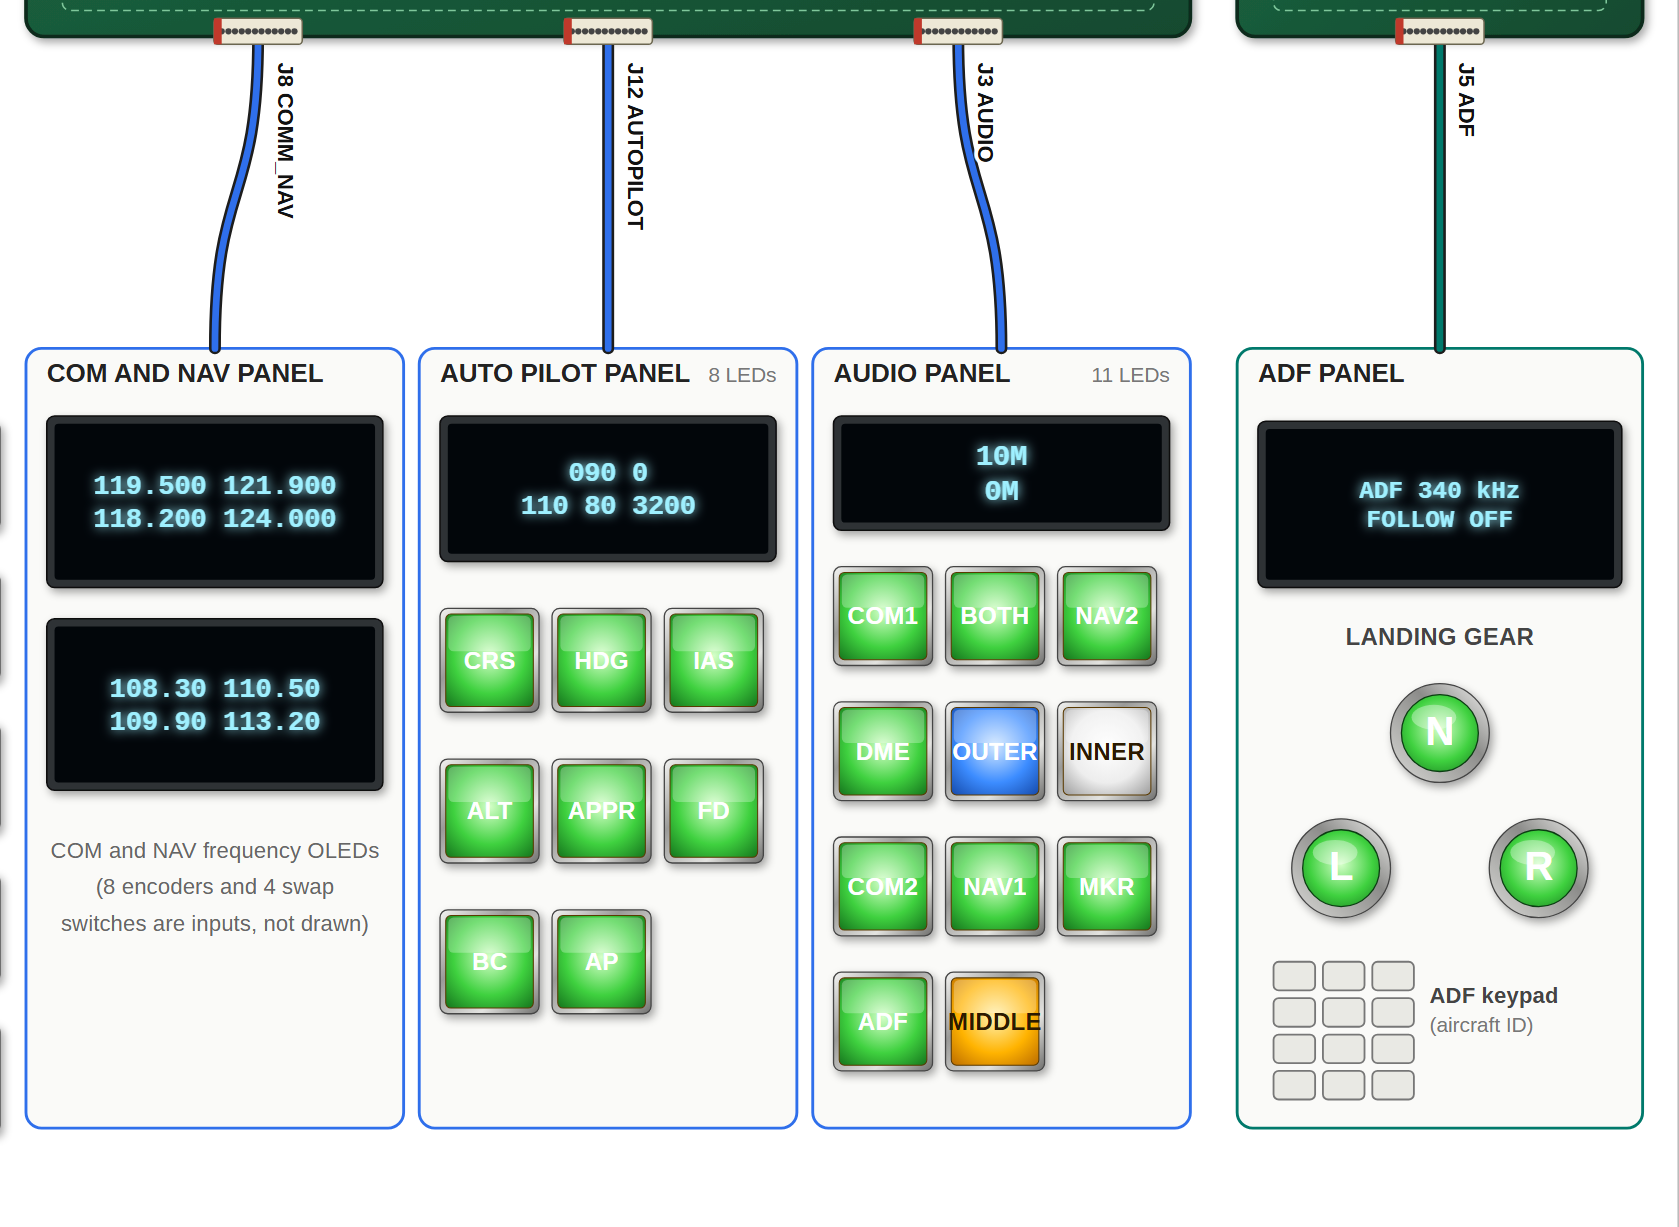 J8 COMM_NAV
J12 AUTOPILOT
J3 AUDIO
J5 ADF
COM AND NAV PANEL
119.500 121.900
118.200 124.000
108.30 110.50
109.90 113.20
COM and NAV frequency OLEDs
(8 encoders and 4 swap
switches are inputs, not drawn)
AUTO PILOT PANEL 8 LEDs
090 0
110 80 3200
CRS HDG IAS
ALT APPR FD
BC AP
AUDIO PANEL 11 LEDs
10M
0M
COM1 BOTH NAV2
DME OUTER INNER
COM2 NAV1 MKR
ADF MIDDLE
ADF PANEL
ADF 340 kHz
FOLLOW OFF
LANDING GEAR
N
L R
ADF keypad
(aircraft ID)